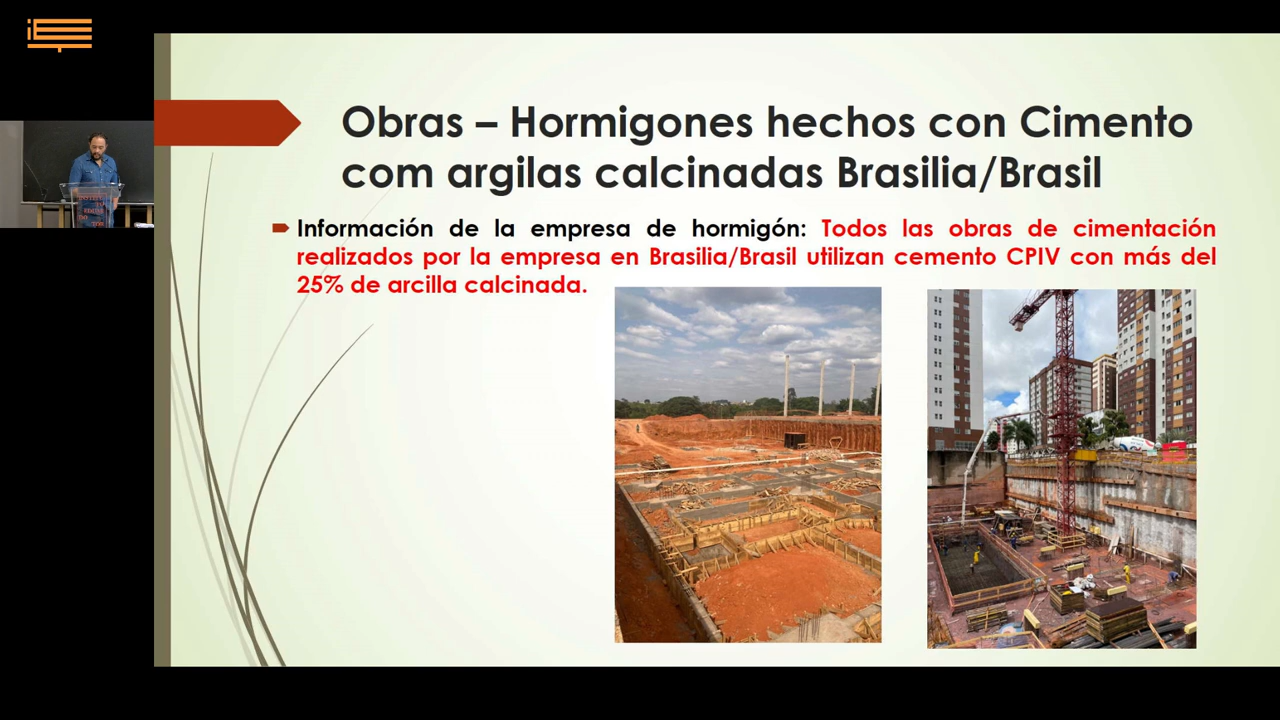 Obras – Hormigones hechos con Cimento
com argilas calcinadas Brasilia/Brasil
Información de la empresa de hormigón: Todos las obras de cimentación
realizados por la empresa en Brasilia/Brasil utilizan cemento CPIV con más del
25% de arcilla calcinada.